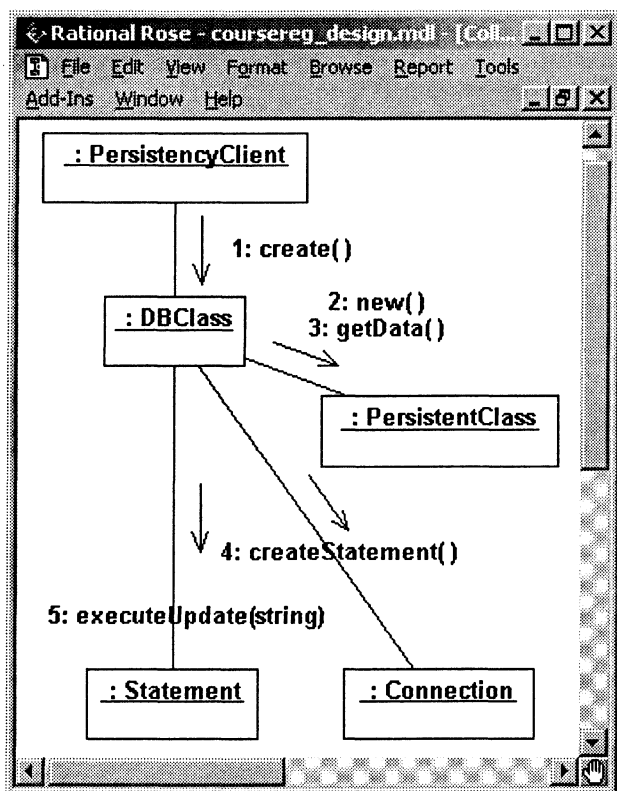 Rational Rose - coursereg_design.mdl - [Coll...
File Edit View Format Browse Report Tools
Add-Ins Window Help
: PersistencyClient
1: create()
: DBClass
2: new()
3: getData()
: PersistentClass
4: createStatement()
5: executeUpdate(string)
: Statement
: Connection